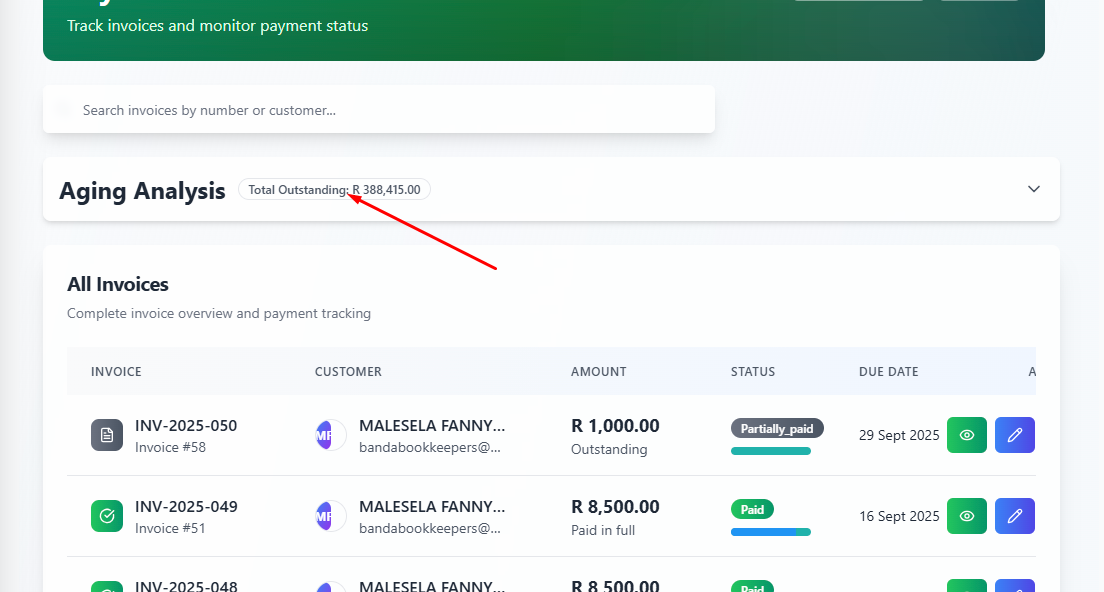 Track invoices and monitor payment status
Search invoices by number or customer...
Aging Analysis
Total Outstanding: R 388,415.00
All Invoices
Complete invoice overview and payment tracking
INVOICE CUSTOMER AMOUNT STATUS DUE DATE A
INV-2025-050 MALESELA FANNY... R 1,000.00 Partially_paid 29 Sept 2025
Invoice #58 bandabookkeepers@... Outstanding
INV-2025-049 MALESELA FANNY... R 8,500.00 Paid 16 Sept 2025
Invoice #51 bandabookkeepers@... Paid in full
INV-2025-048 MALESELA FANNY... R 8,500.00 Paid